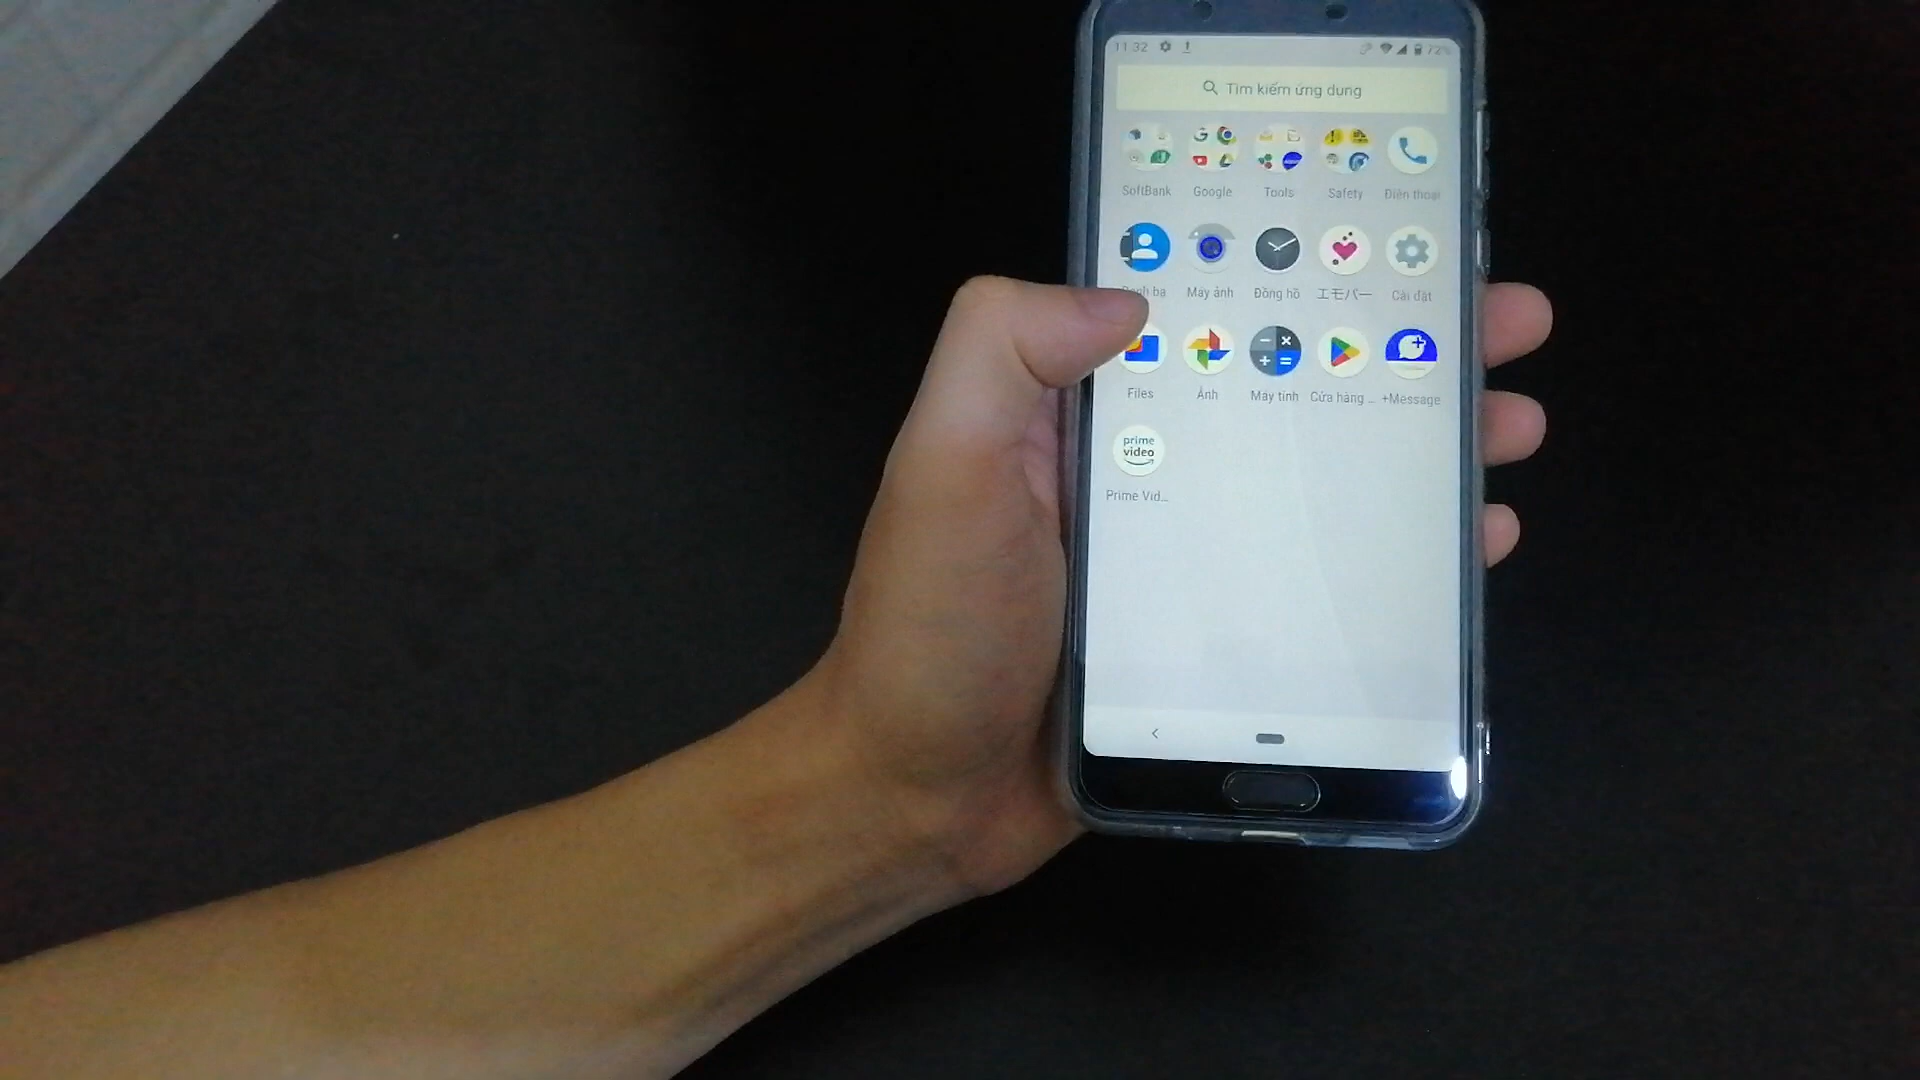 11:32 72%
Tìm kiếm ứng dụng
SoftBank Google Tools Safety Điện thoại
bạ Máy ảnh Đồng hồ エモパー Cài đặt
Files Ảnh Máy tính Cửa hàng ... +Message
prime
video
Prime Vid...